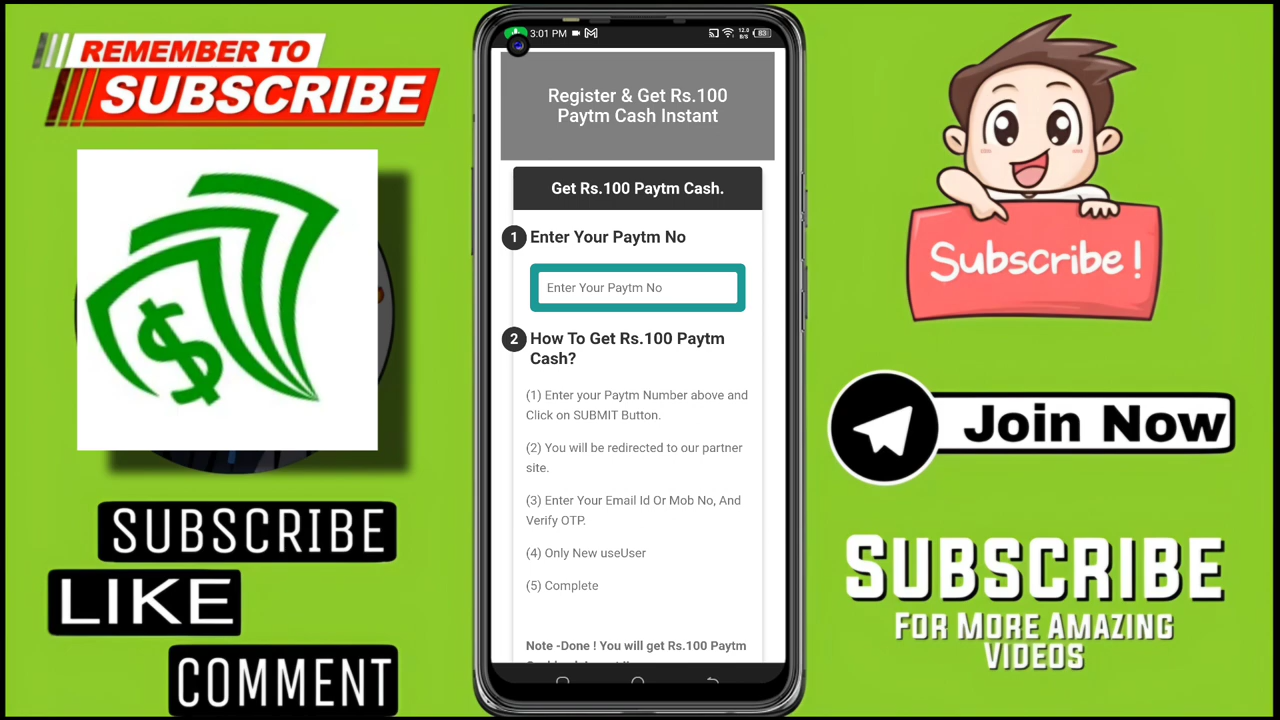 REMEMBER TO
SUBSCRIBE
SUBSCRIBE
LIKE
COMMENT
3:01 PM
12.0
B/S
83
Register & Get Rs.100
Paytm Cash Instant
Get Rs.100 Paytm Cash.
1 Enter Your Paytm No
Enter Your Paytm No
2 How To Get Rs.100 Paytm
Cash?
(1) Enter your Paytm Number above and
Click on SUBMIT Button.
(2) You will be redirected to our partner
site.
(3) Enter Your Email Id Or Mob No, And
Verify OTP.
(4) Only New useUser
(5) Complete
Note -Done ! You will get Rs.100 Paytm
Subscribe!
Join Now
SUBSCRIBE
FOR MORE AMAZING
VIDEOS